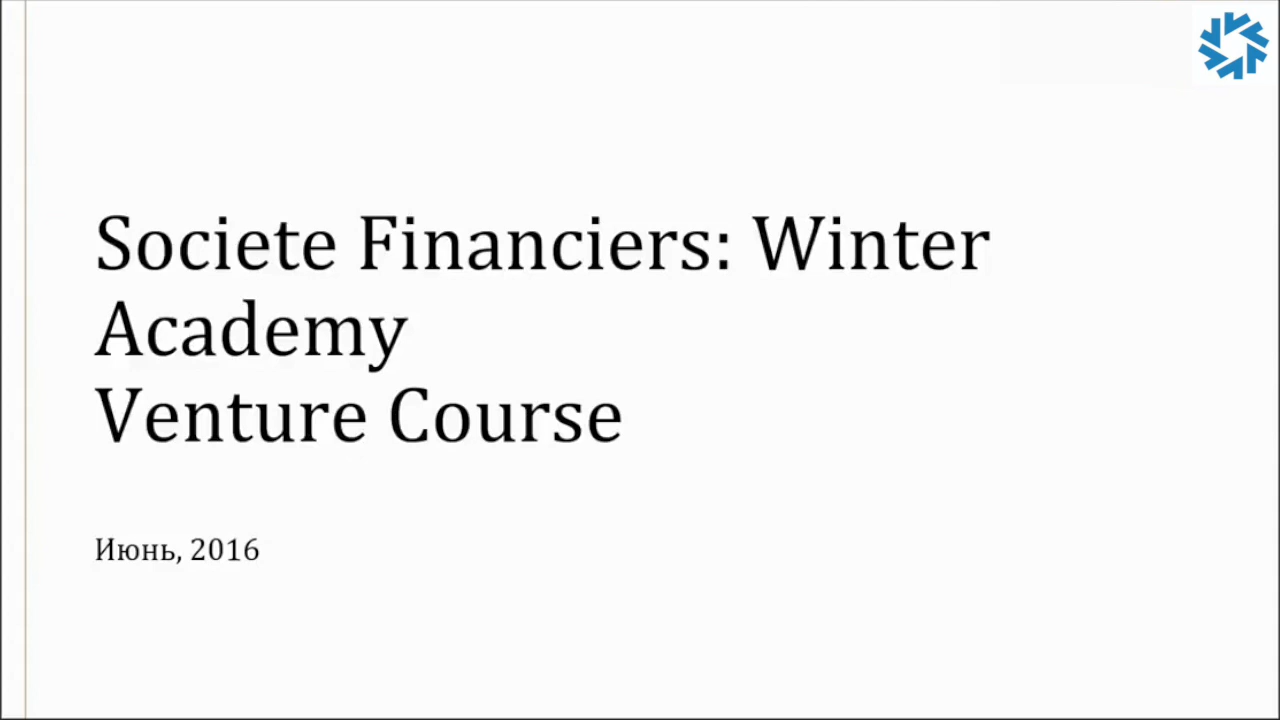 Societe Financiers: Winter
Academy
Venture Course
Июнь, 2016